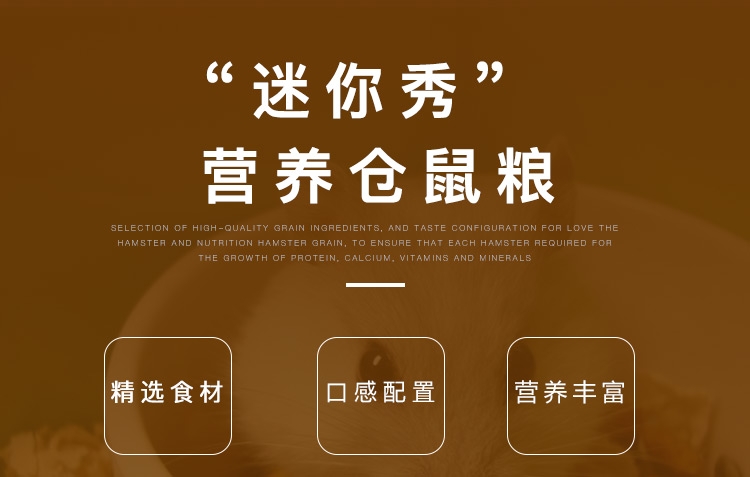 “迷你秀”
营养仓鼠粮
SELECTION OF HIGH-QUALITY GRAIN INGREDIENTS, AND TASTE CONFIGURATION FOR LOVE THE
HAMSTER AND NUTRITION HAMSTER GRAIN, TO ENSURE THAT EACH HAMSTER REQUIRED FOR
THE GROWTH OF PROTEIN, CALCIUM, VITAMINS AND MINERALS
精选食材
口感配置
营养丰富